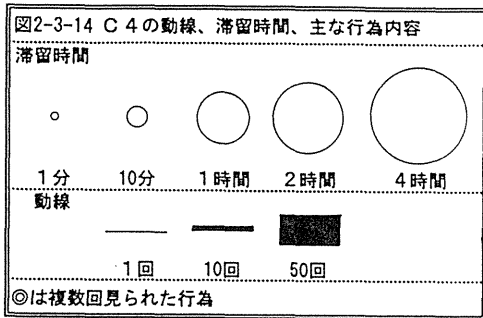 図2-3-14 C4の動線、滞留時間、主な行為内容
滞留時間
1分 10分 1時間 2時間 4時間
動線
1回 10回 50回
◎は複数回見られた行為